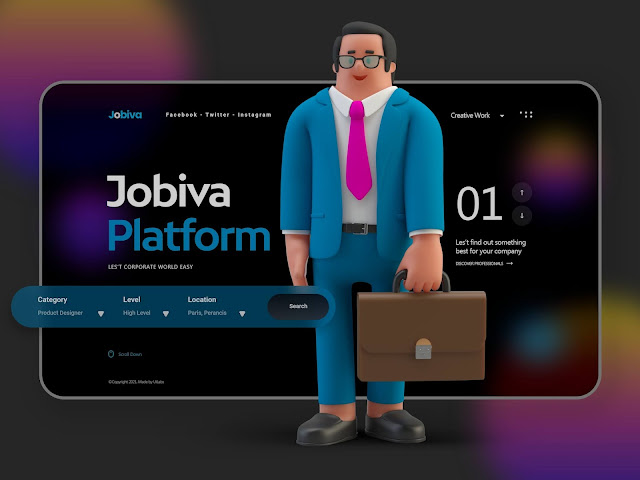 Jobiva
Facebook - Twitter - Instagram
Creative Work
Jobiva
Platform
LES'T CORPORATE WORLD EASY
01
Les't find out something
best for your company
DISCOVER PROFESSIONALS
Category
Level
Location
Product Designer
High Level
Paris, Perancis
Search
Scroll Down
©Copyright 2021. Made by